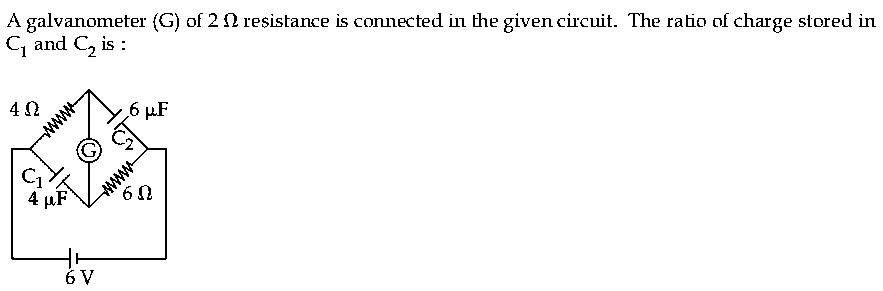 A galvanometer (G) of 2 Ω resistance is connected in the given circuit. The ratio of charge stored in
C₁ and C₂ is :
4 Ω
6 μF
C₂
G
C₁
4 μF
6 Ω
6 V